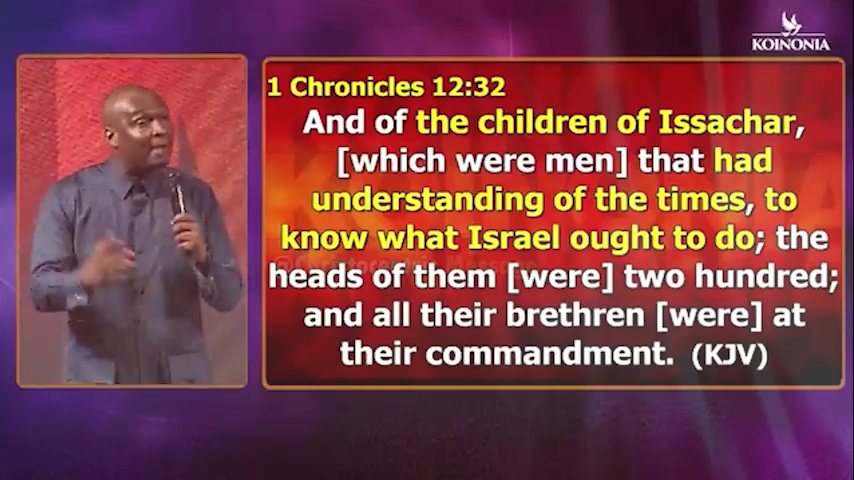 KOINONIA
1 Chronicles 12:32
And of the children of Issachar,
[which were men] that had
understanding of the times, to
know what Israel ought to do; the
heads of them [were] two hundred;
and all their brethren [were] at
their commandment. (KJV)